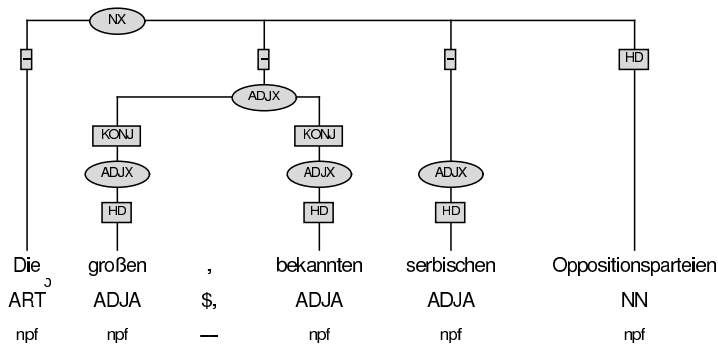 NX
– – – HD
ADJX
KONJ KONJ
ADJX ADJX ADJX
HD HD HD
Die großen , bekannten serbischen Oppositionsparteien
ART ADJA $, ADJA ADJA NN
npf npf –– npf npf npf